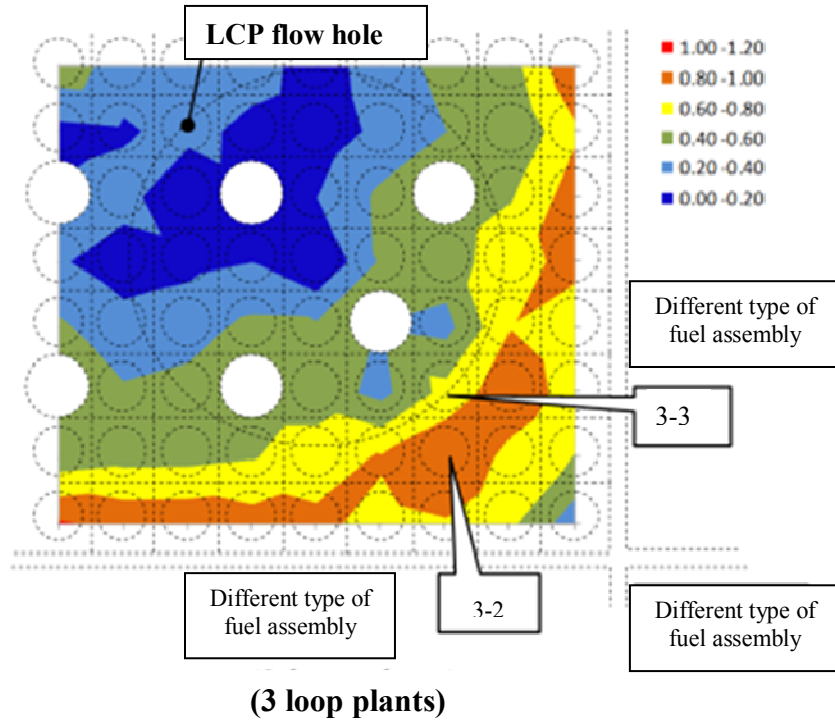 LCP flow hole
1.00 -1.20
0.80 -1.00
0.60 -0.80
0.40 -0.60
0.20 -0.40
0.00 -0.20
Different type of
fuel assembly
3-3
Different type of
fuel assembly
3-2
Different type of
fuel assembly
(3 loop plants)